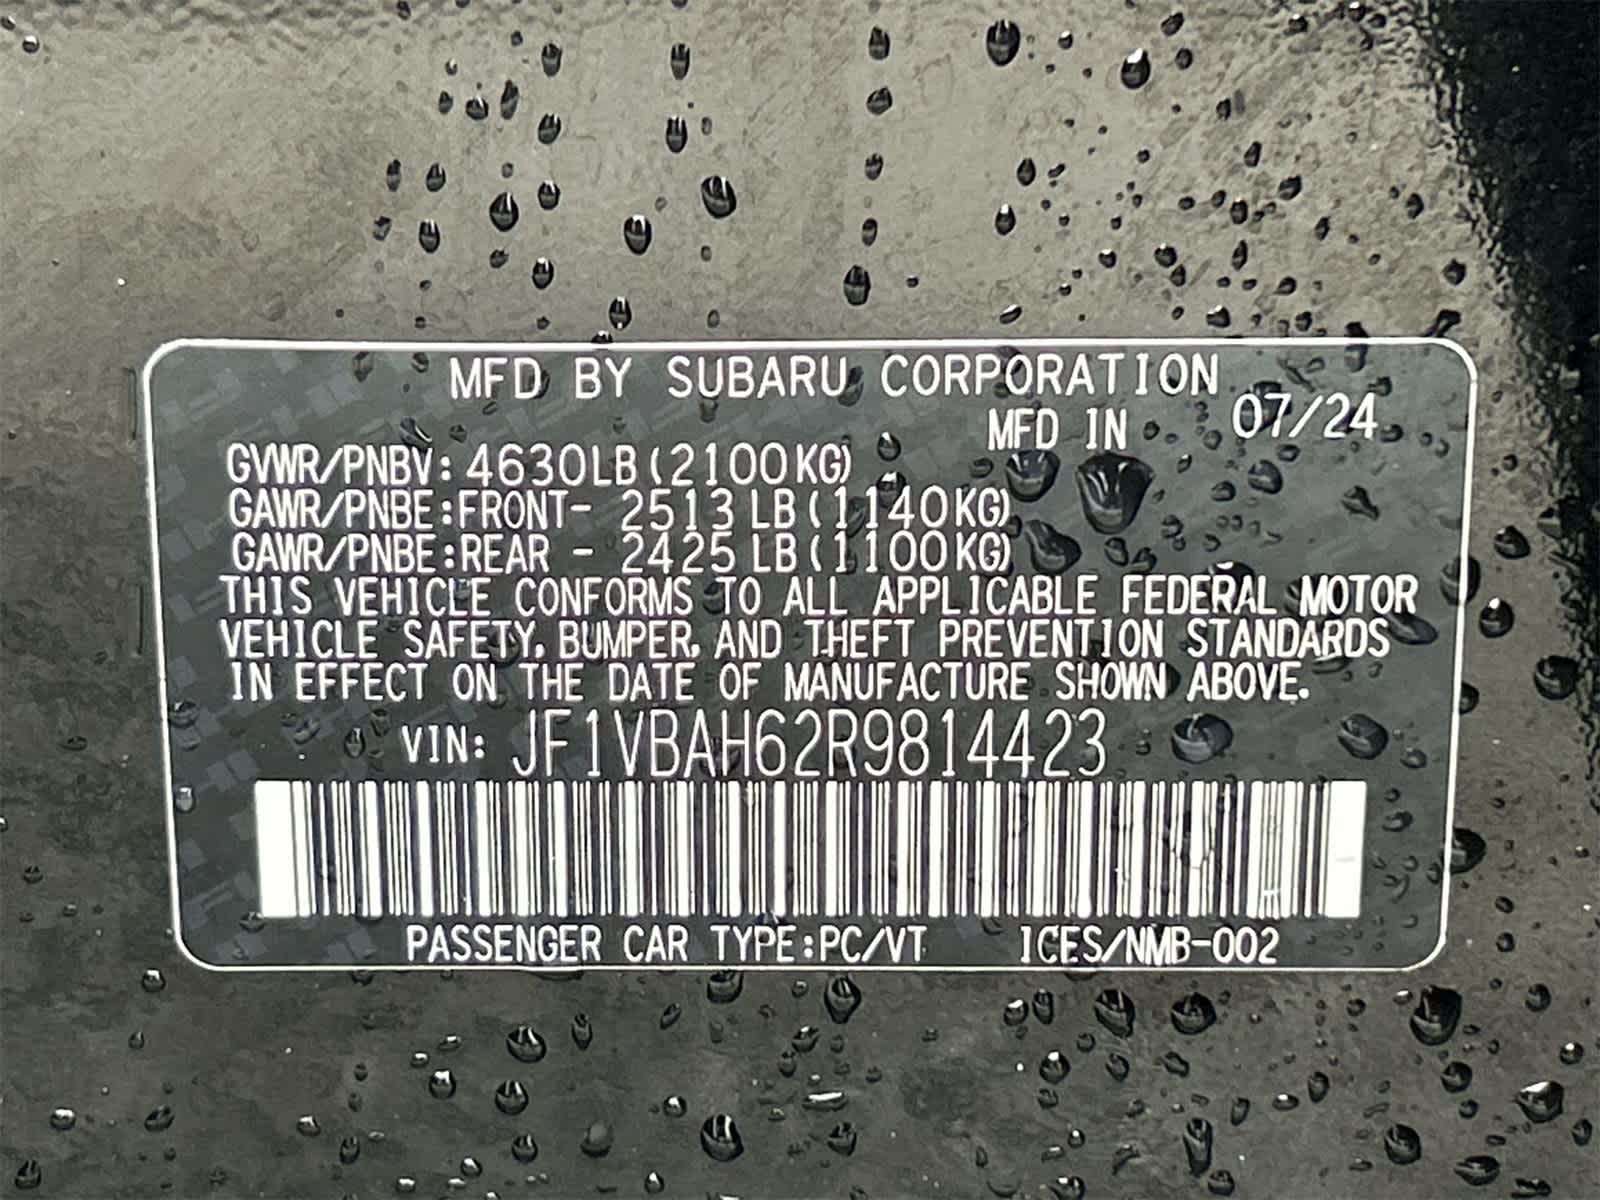 MFD BY SUBARU CORPORATION
MFD IN 07/24
GVWR/PNBV: 4630LB (2100KG)
GAWR/PNBE:FRONT- 2513 LB (1140KG)
GAWR/PNBE:REAR - 2425 LB (1100KG)
THIS VEHICLE CONFORMS TO ALL APPLICABLE FEDERAL MOTOR
VEHICLE SAFETY, BUMPER, AND THEFT PREVENTION STANDARDS
IN EFFECT ON THE DATE OF MANUFACTURE SHOWN ABOVE.
VIN: JF1VBAH62R9814423
PASSENGER CAR TYPE:PC/VT ICES/NMB-002